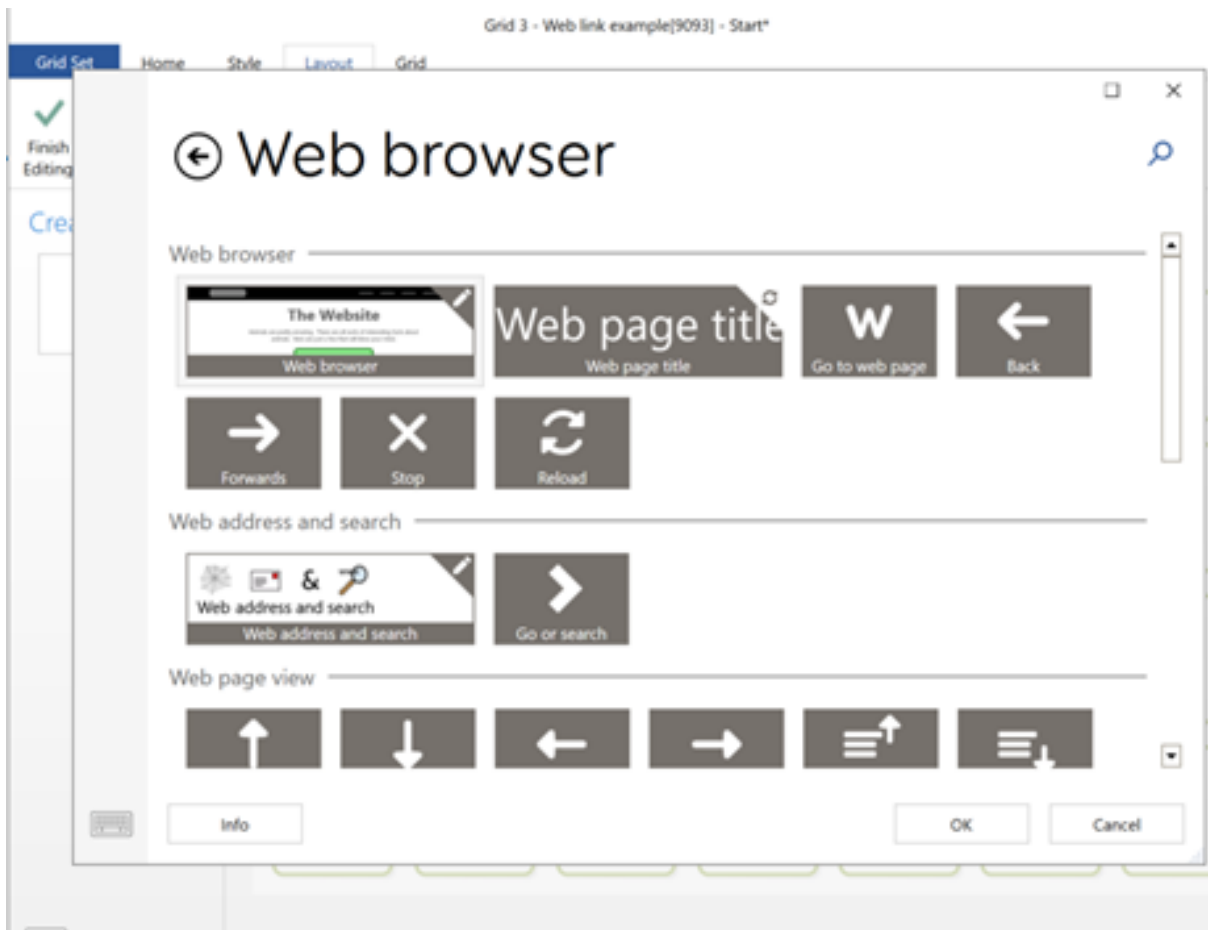 Grid 3 - Web link example[9093] - Start*
Grid Set Home Style Layout Grid
Finish
Editing
Web browser
Crea
Web browser
The Website
Web browser
Web page title
Web page title
W
Go to web page
Back
Forwards
Stop
Reload
Web address and search
&
Web address and search
Web address and search
Go or search
Web page view
Info OK Cancel